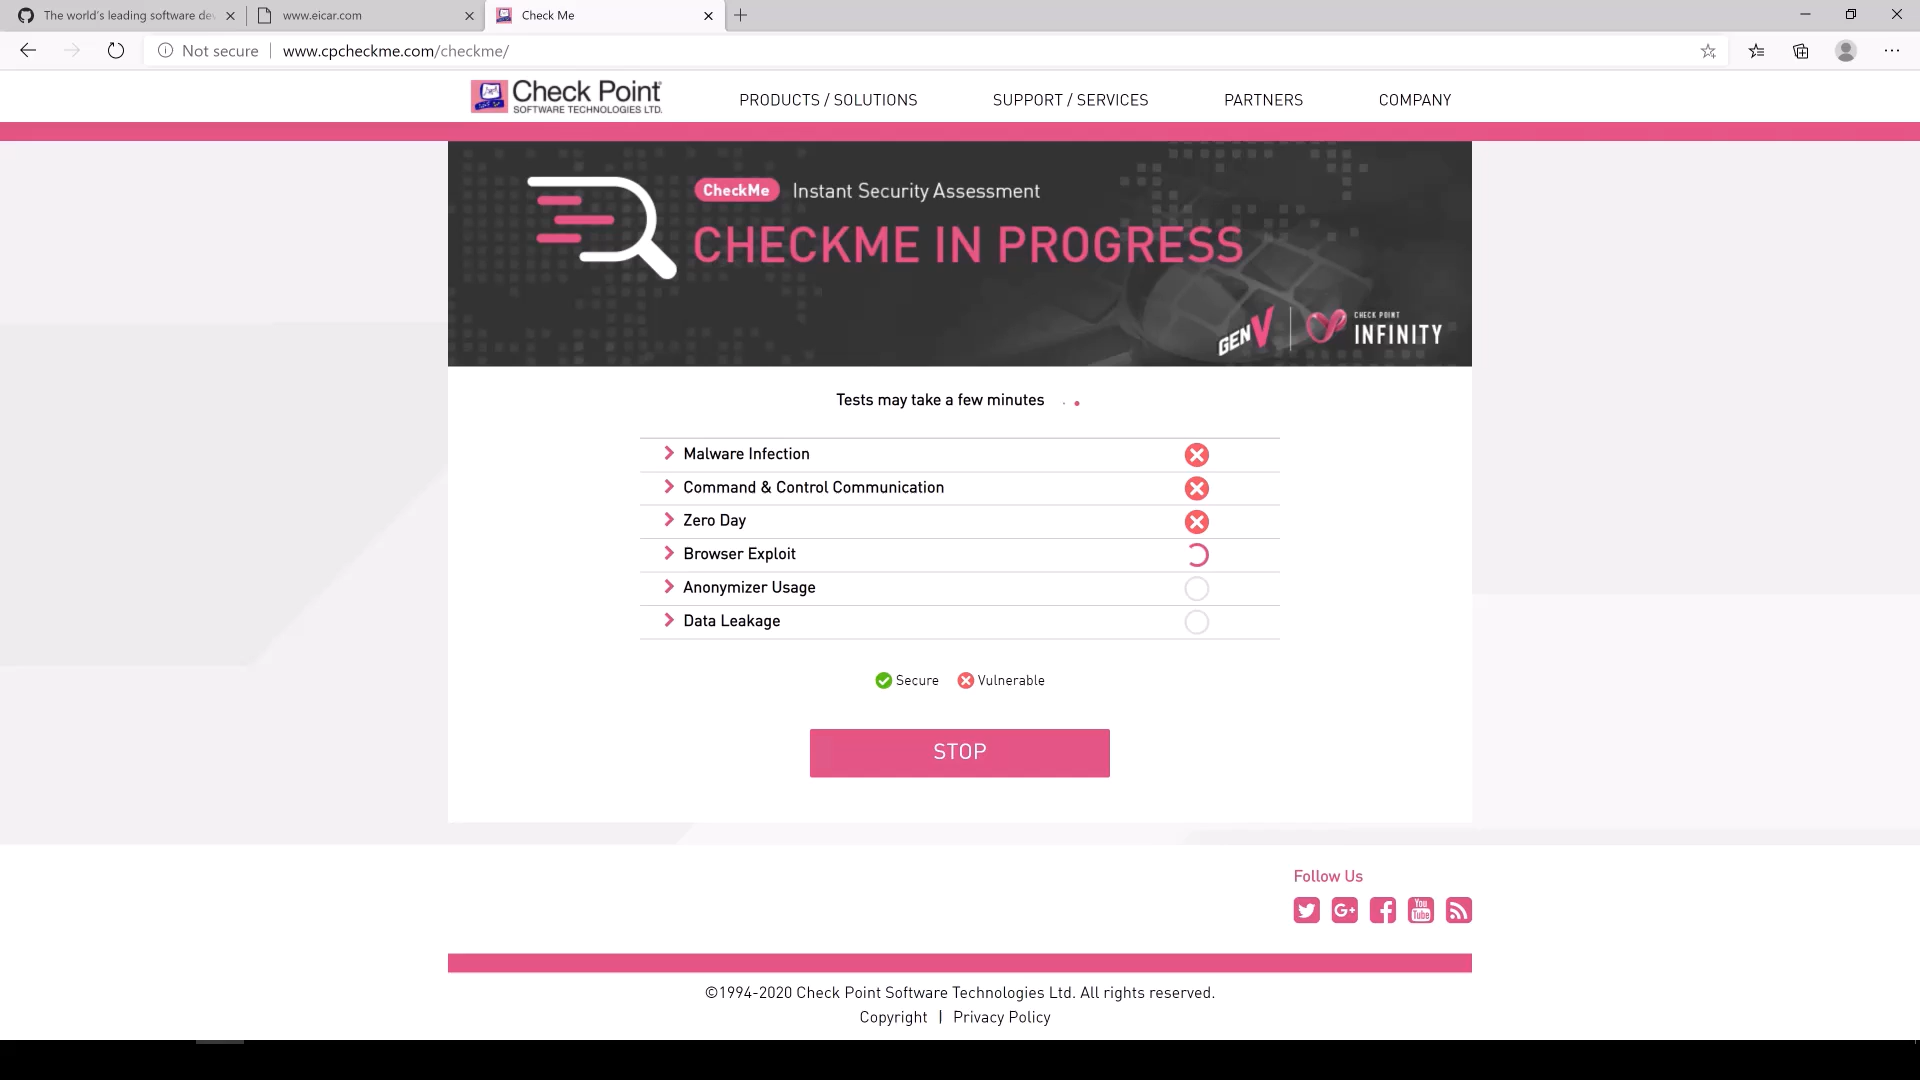 The world's leading software de
www.eicar.com
Check Me
Not secure
www.cpcheckme.com/checkme/
Check Point
SOFTWARE TECHNOLOGIES LTD.
PRODUCTS / SOLUTIONS
SUPPORT / SERVICES
PARTNERS
COMPANY
CheckMe Instant Security Assessment
CHECKME IN PROGRESS
GEN V
CHECK POINT
INFINITY
Tests may take a few minutes
Malware Infection
Command & Control Communication
Zero Day
Browser Exploit
Anonymizer Usage
Data Leakage
Secure
Vulnerable
STOP
Follow Us
G+
You
Tube
©1994-2020 Check Point Software Technologies Ltd. All rights reserved.
Copyright | Privacy Policy